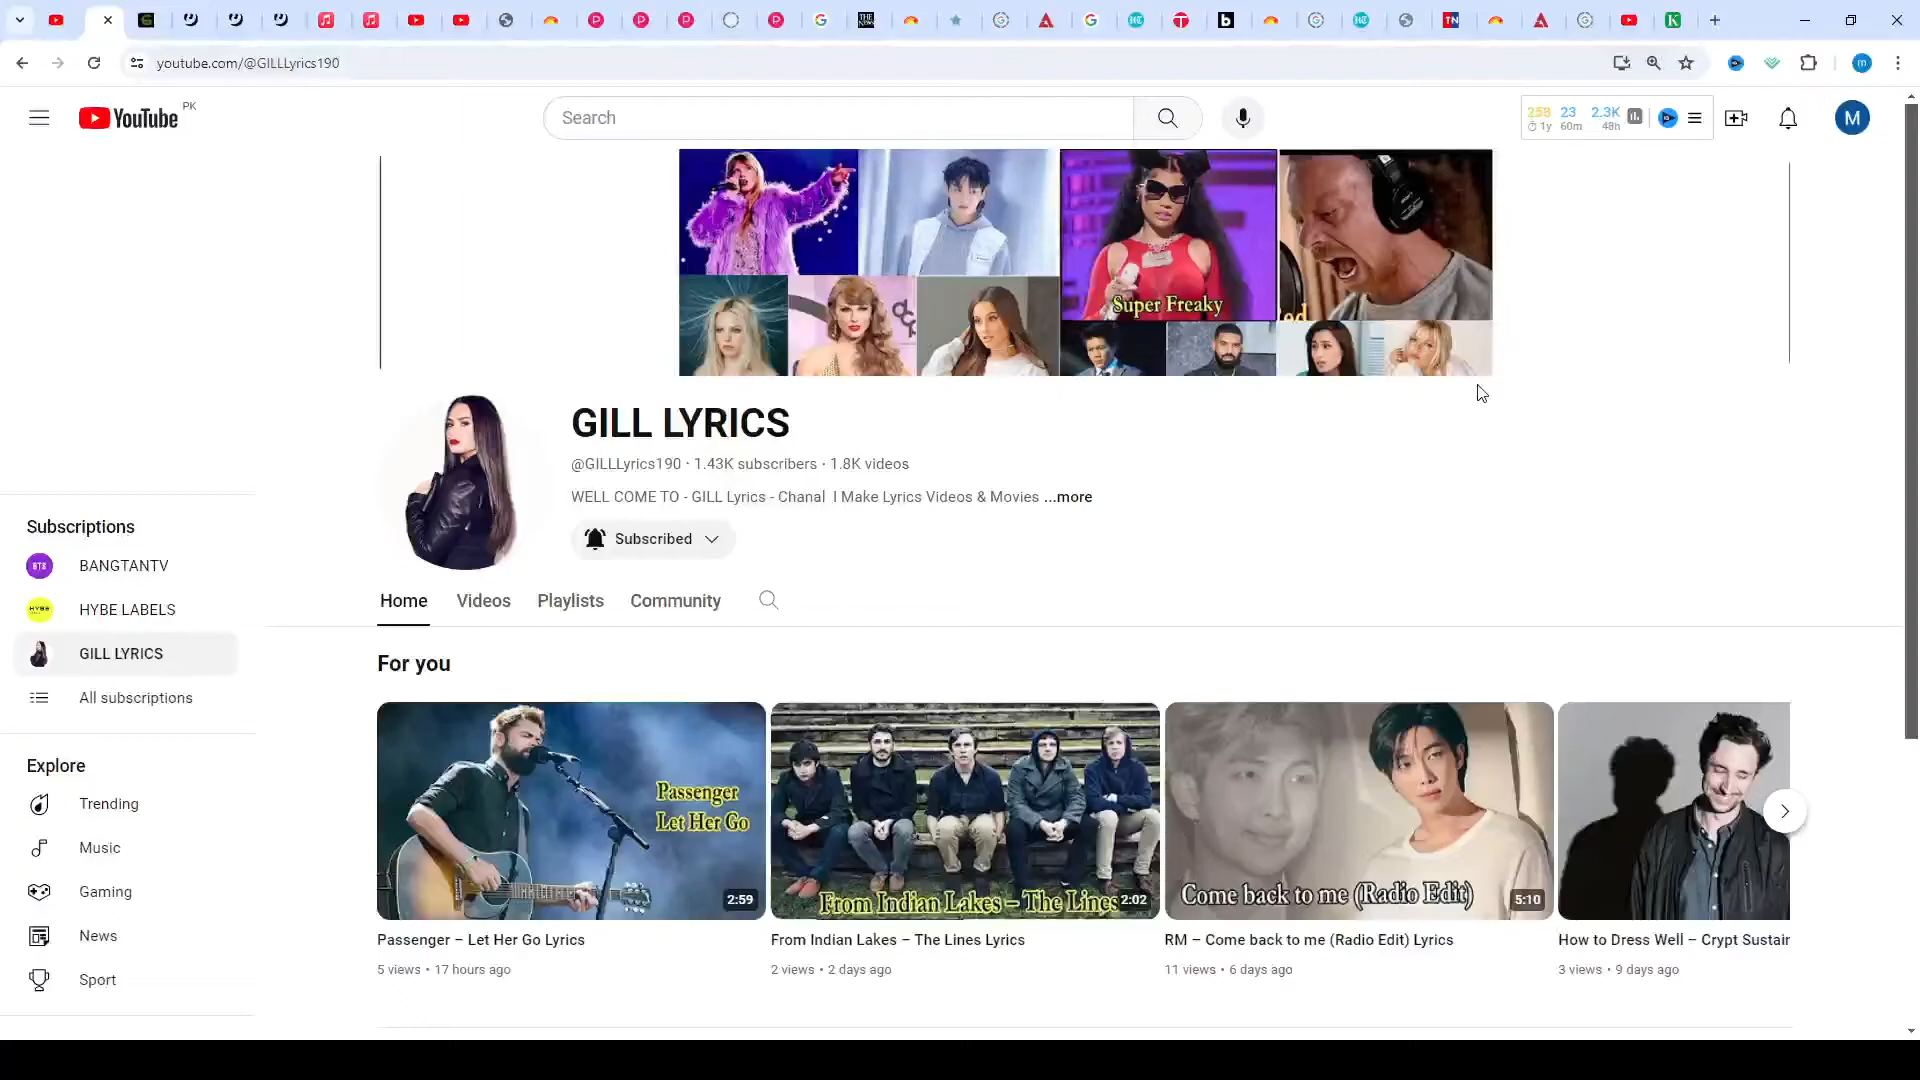 youtube.com/@GILLLyrics190
YouTube PK
Search
258 23 2.3K
1y 60m 48h
M
Super Freaky
GILL LYRICS
@GILLLyrics190 · 1.43K subscribers · 1.8K videos
WELL COME TO - GILL Lyrics - Chanal I Make Lyrics Videos & Movies ...more
Subscribed
Home Videos Playlists Community
Subscriptions
BANGTANTV
HYBE LABELS
GILL LYRICS
All subscriptions
Explore
Trending
Music
Gaming
News
Sport
For you
Passenger
Let Her Go
2:59
From Indian Lakes – The Lines
2:02
Come back to me (Radio Edit)
5:10
Passenger – Let Her Go Lyrics
5 views • 17 hours ago
From Indian Lakes – The Lines Lyrics
2 views • 2 days ago
RM – Come back to me (Radio Edit) Lyrics
11 views • 6 days ago
How to Dress Well – Crypt Sustair
3 views • 9 days ago